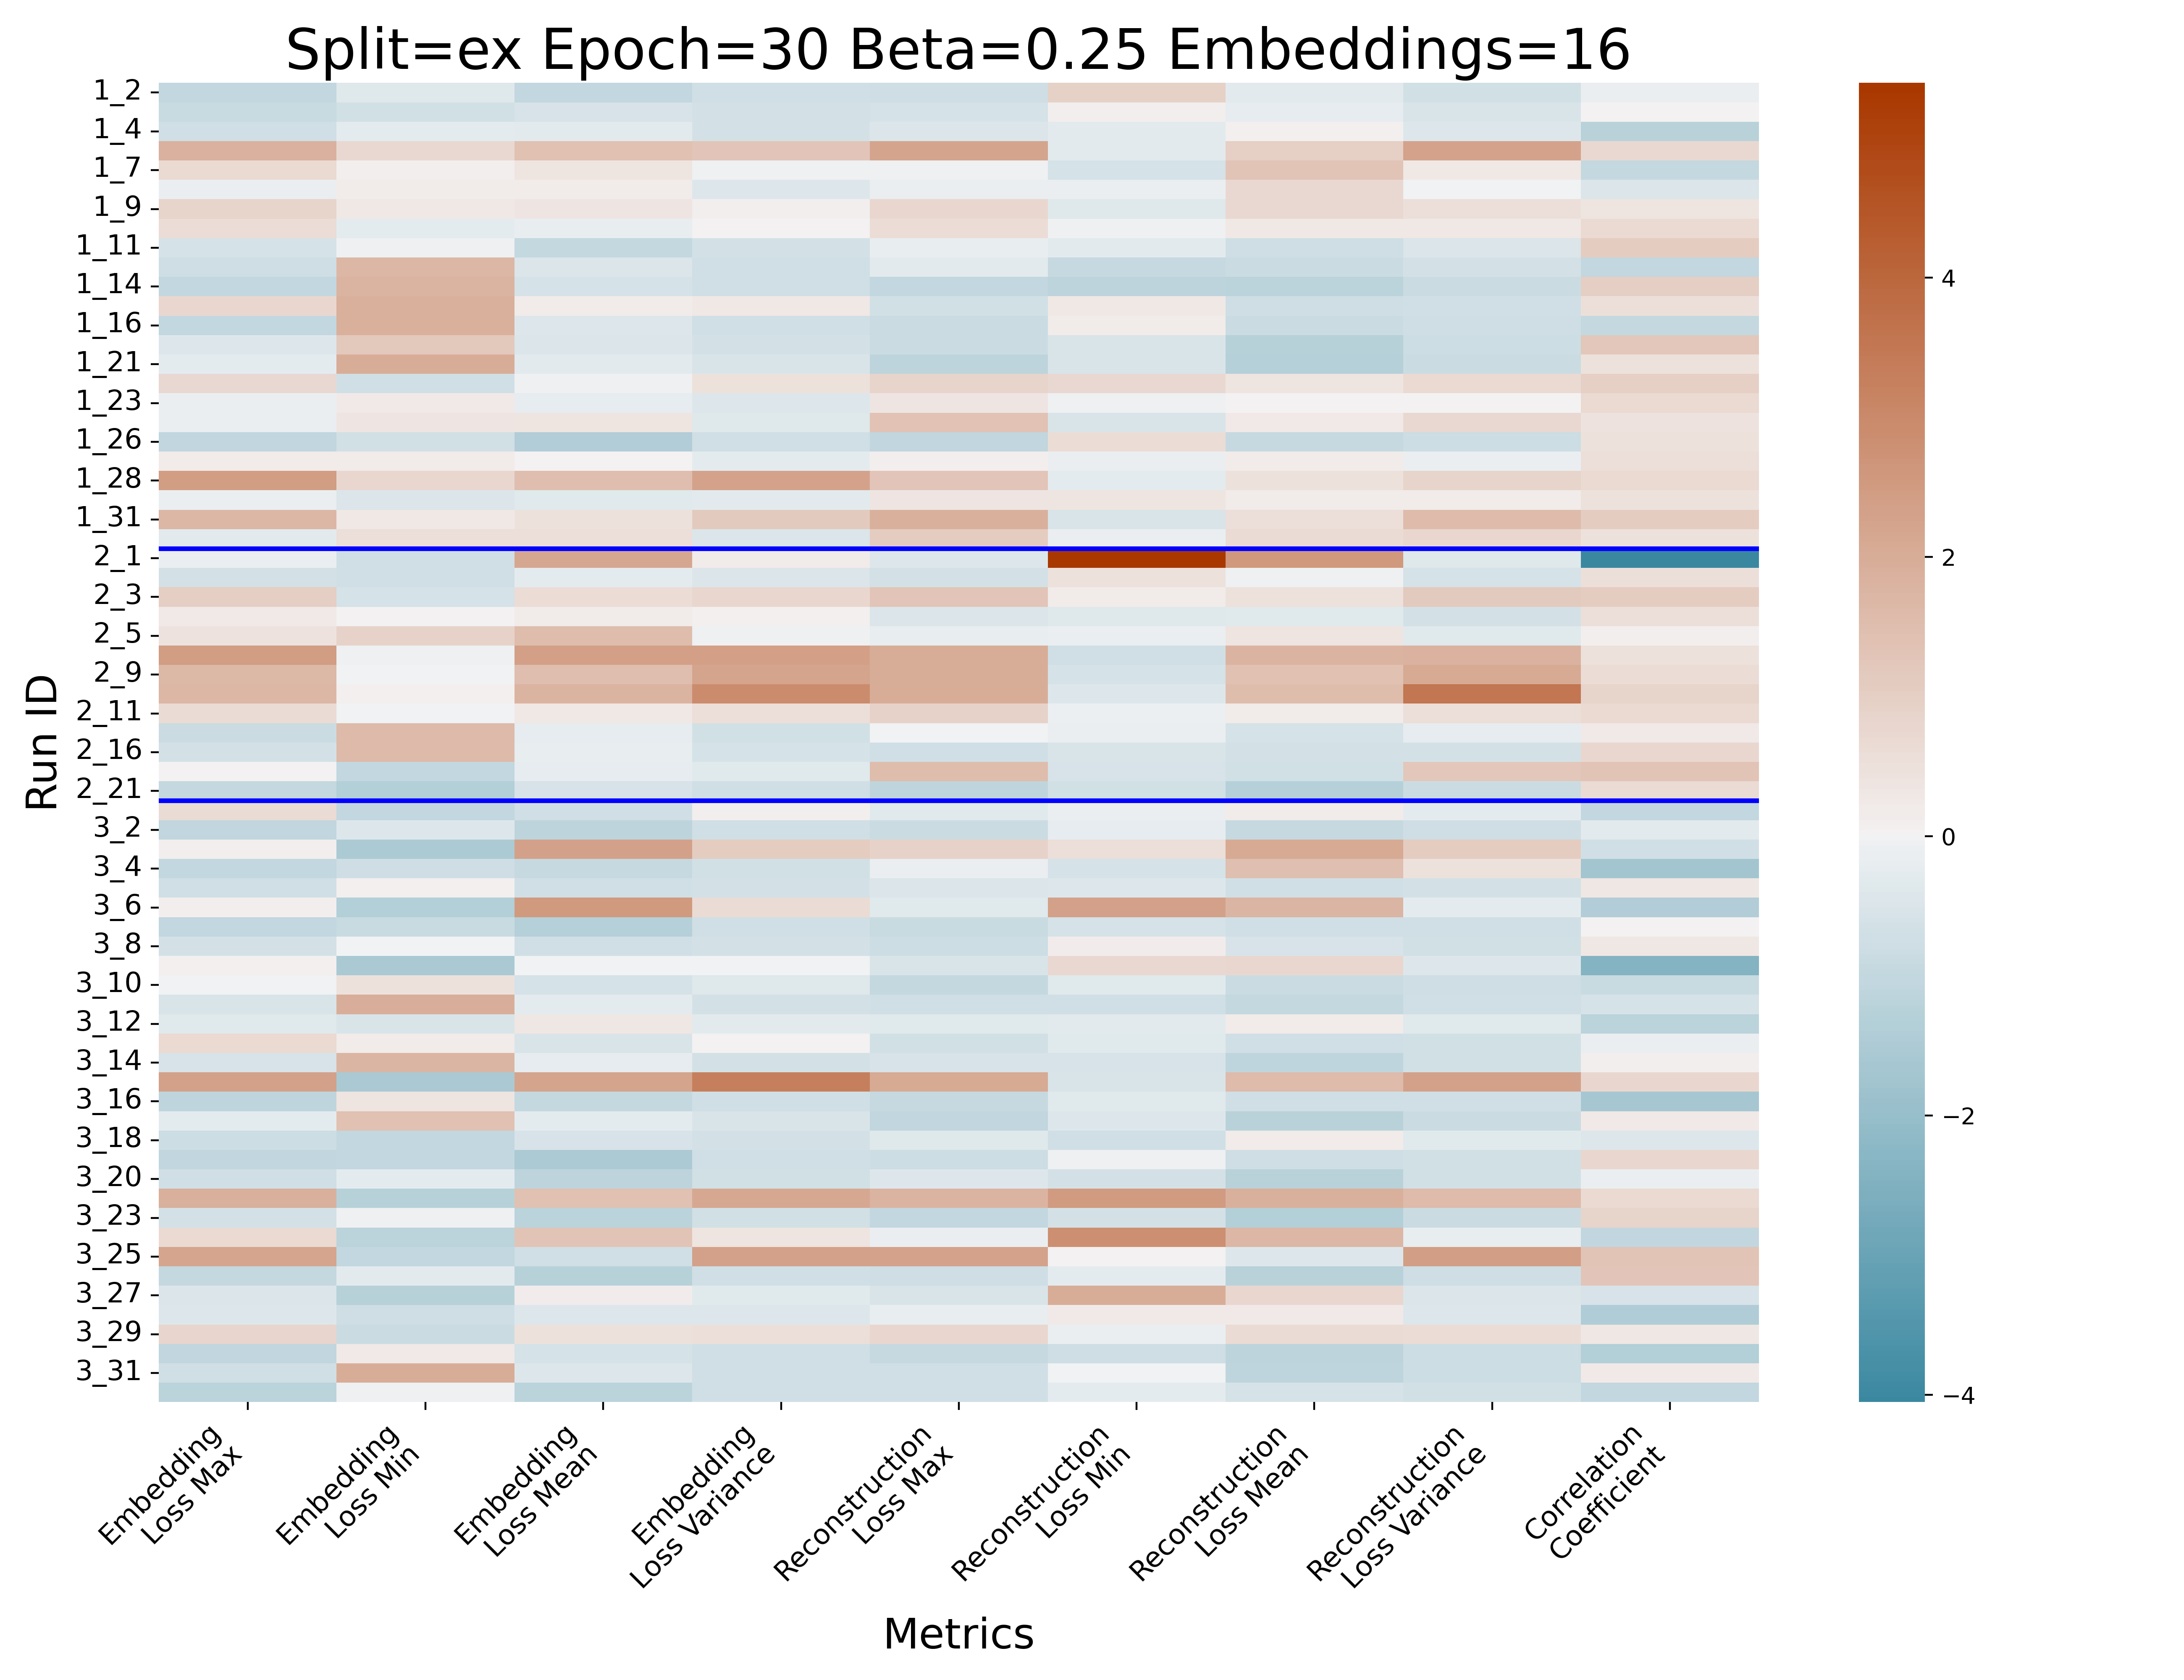 Split=ex Epoch=30 Beta=0.25 Embeddings=16
Run ID
1_2
1_4
1_7
1_9
1_11
1_14
1_16
1_21
1_23
1_26
1_28
1_31
2_1
2_3
2_5
2_9
2_11
2_16
2_21
3_2
3_4
3_6
3_8
3_10
3_12
3_14
3_16
3_18
3_20
3_23
3_25
3_27
3_29
3_31
4
2
0
−2
−4
Embedding
Loss Max
Embedding
Loss Min
Embedding
Loss Mean
Embedding
Loss Variance
Reconstruction
Loss Max
Reconstruction
Loss Min
Reconstruction
Loss Mean
Reconstruction
Loss Variance
Correlation
Coefficient
Metrics